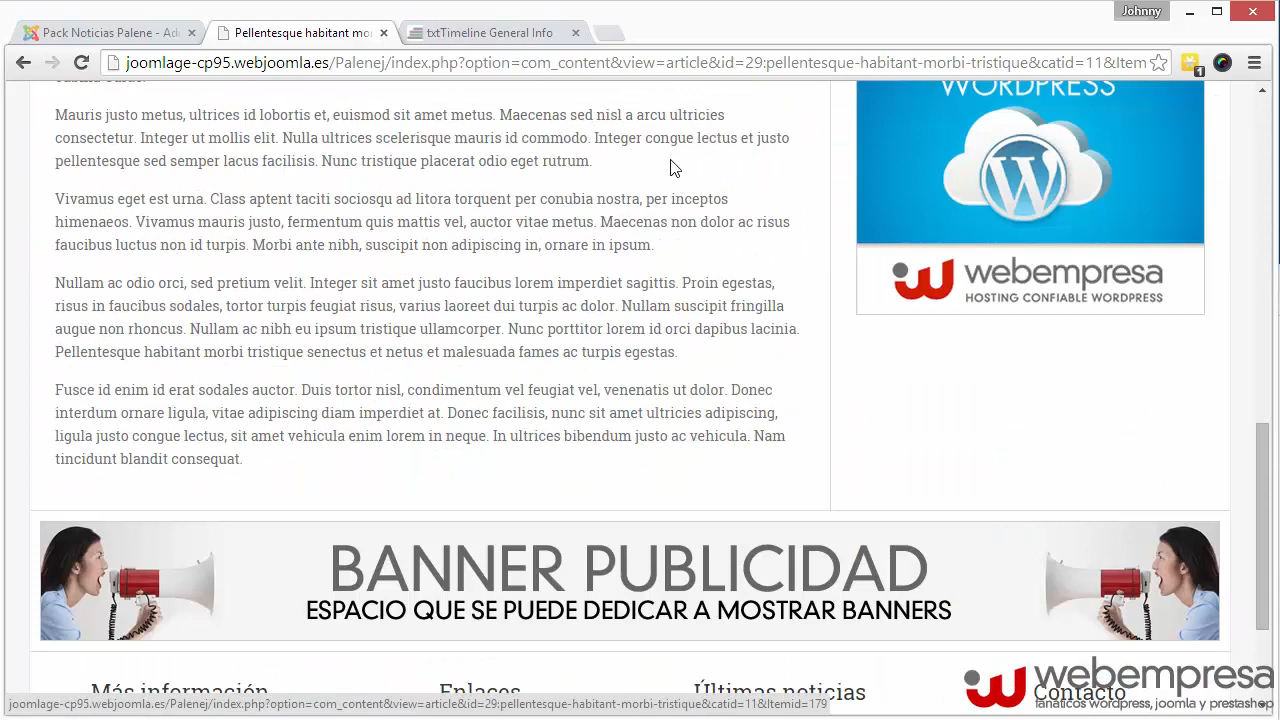 Johnny
Pack Noticias Palene - Ad
Pellentesque habitant mo
txtTimeline General Info
joomlage-cp95.webjoomla.es/Palenej/index.php?option=com_content&view=article&id=29:pellentesque-habitant-morbi-tristique&catid=11&Item
1
Mauris justo metus, ultrices id lobortis et, euismod sit amet metus. Maecenas sed nisl a arcu ultricies
consectetur. Integer ut mollis elit. Nulla ultrices scelerisque mauris id commodo. Integer congue lectus et justo
pellentesque sed semper lacus facilisis. Nunc tristique placerat odio eget rutrum.
Vivamus eget est urna. Class aptent taciti sociosqu ad litora torquent per conubia nostra, per inceptos
himenaeos. Vivamus mauris justo, fermentum quis mattis vel, auctor vitae metus. Maecenas non dolor ac risus
faucibus luctus non id turpis. Morbi ante nibh, suscipit non adipiscing in, ornare in ipsum.
Nullam ac odio orci, sed pretium velit. Integer sit amet justo faucibus lorem imperdiet sagittis. Proin egestas,
risus in faucibus sodales, tortor turpis feugiat risus, varius laoreet dui turpis ac dolor. Nullam suscipit fringilla
augue non rhoncus. Nullam ac nibh eu ipsum tristique ullamcorper. Nunc porttitor lorem id orci dapibus lacinia.
Pellentesque habitant morbi tristique senectus et netus et malesuada fames ac turpis egestas.
Fusce id enim id erat sodales auctor. Duis tortor nisl, condimentum vel feugiat vel, venenatis ut dolor. Donec
interdum ornare ligula, vitae adipiscing diam imperdiet at. Donec facilisis, nunc sit amet ultricies adipiscing,
ligula justo congue lectus, sit amet vehicula enim lorem in neque. In ultrices bibendum justo ac vehicula. Nam
tincidunt blandit consequat.
WORDPRESS
webempresa
HOSTING CONFIABLE WORDPRESS
BANNER PUBLICIDAD
ESPACIO QUE SE PUEDE DEDICAR A MOSTRAR BANNERS
Más información
Enlaces
Últimas noticias
Contacto
webempresa
fanáticos wordpress, joomla y prestashop
joomlage-cp95.webjoomla.es/Palenej/index.php?option=com_content&view=article&id=29:pellentesque-habitant-morbi-tristique&catid=11&Itemid=179